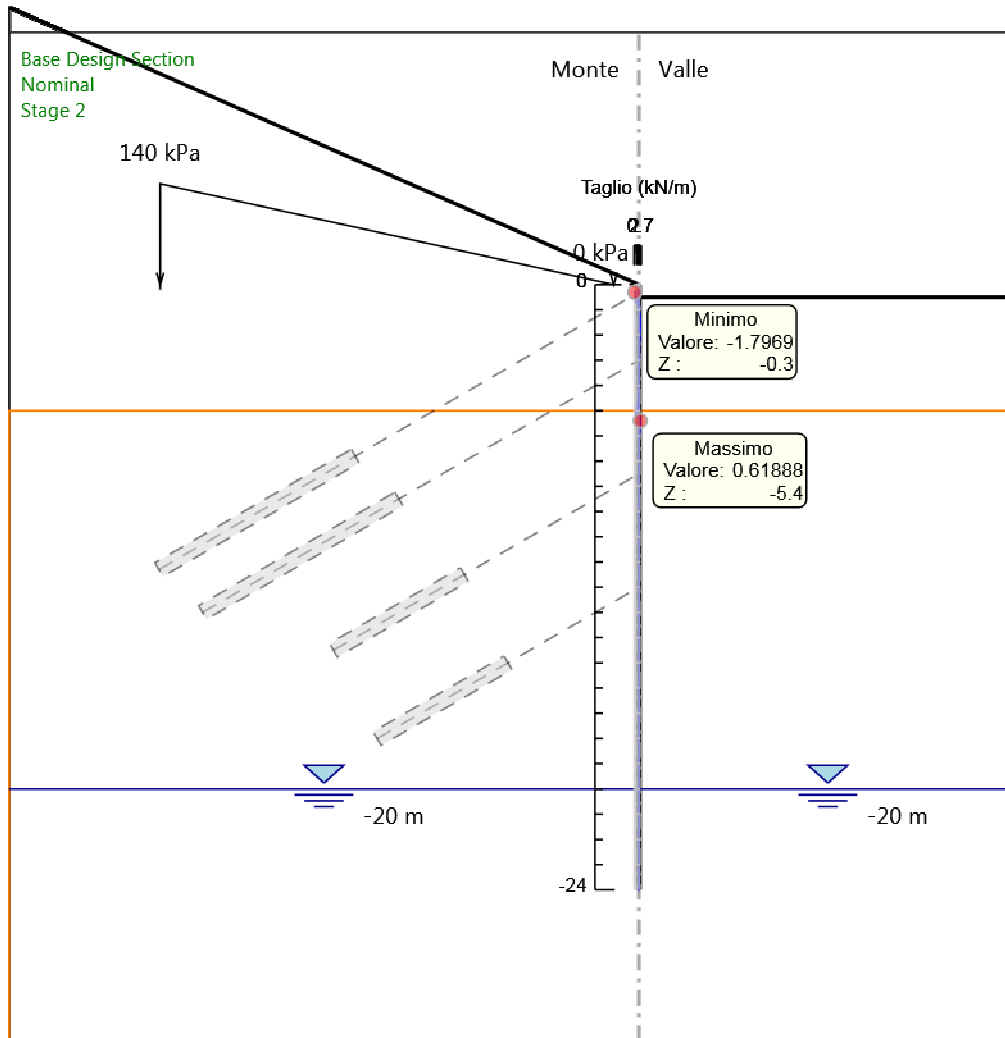 Base Design Section
Nominal
Stage 2
Monte
Valle
140 kPa
Taglio (kN/m)
0 kPa
0
Minimo
Valore: -1.7969
Z : -0.3
Massimo
Valore: 0.61888
Z : -5.4
-20 m
-20 m
-24